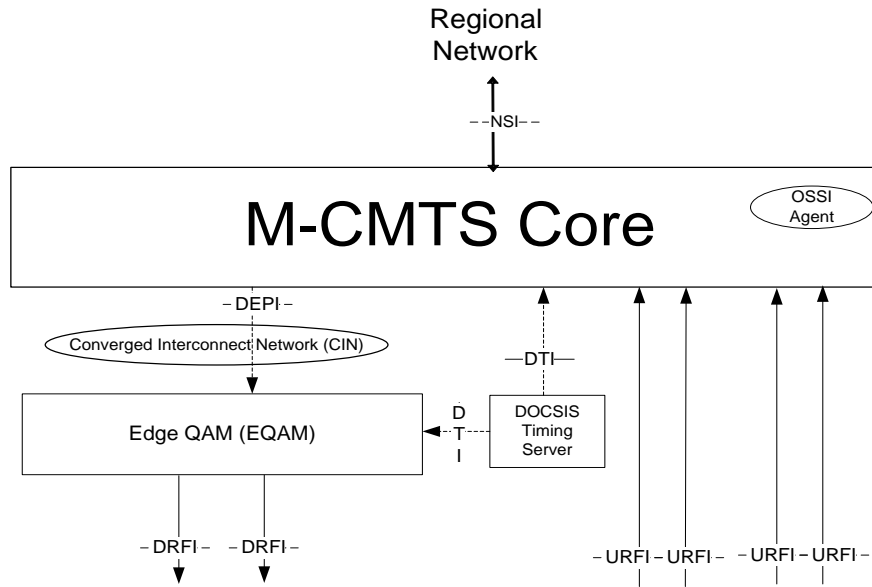 Regional
Network
NSI
M-CMTS Core
OSSI
Agent
DEPI
Converged Interconnect Network (CIN)
DTI
Edge QAM (EQAM)
D
T
I
DOCSIS
Timing
Server
DRFI
DRFI
URFI
URFI
URFI
URFI